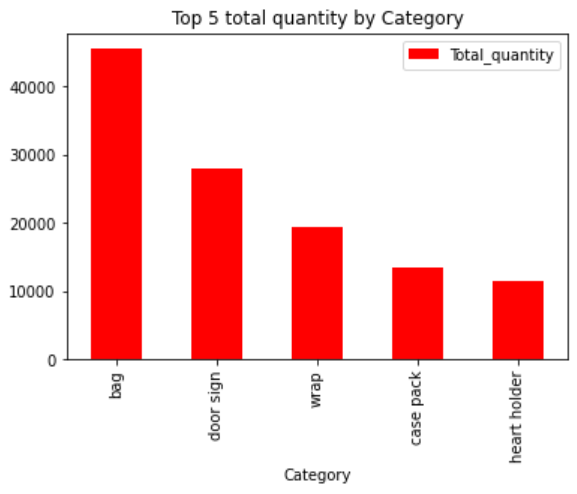 Top 5 total quantity by Category
Total_quantity
40000
30000
20000
10000
0
bag
door sign
wrap
case pack
heart holder
Category